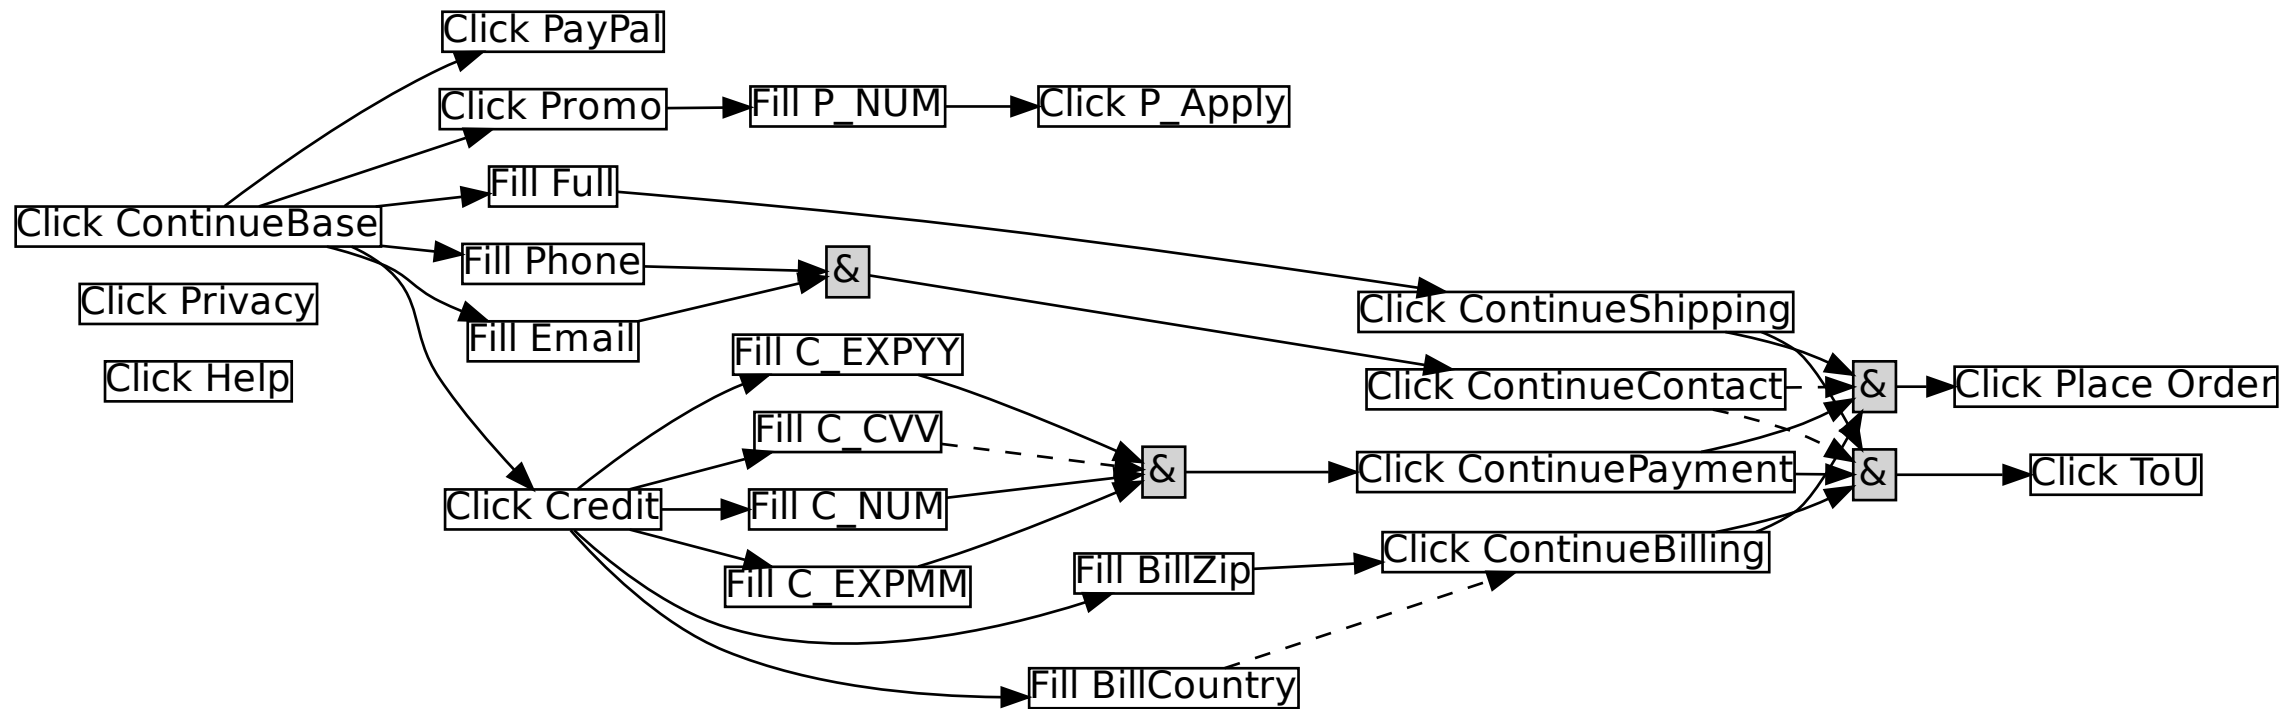 Click PayPal
Click Promo
Fill P_NUM
Click P_Apply
Fill Full
Click ContinueBase
Fill Phone
&
Click Privacy
Fill Email
Click ContinueShipping
Fill C_EXPYY
Click Help
Click ContinueContact
&
Click Place Order
Fill C_CVV
&
Click ContinuePayment
&
Click ToU
Click Credit
Fill C_NUM
Click ContinueBilling
Fill C_EXPMM
Fill BillZip
Fill BillCountry